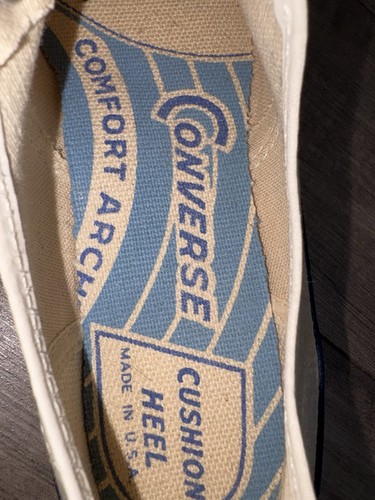 COMFORT ARCH
CONVERSE
CUSHION
HEEL
MADE IN U.S.A.